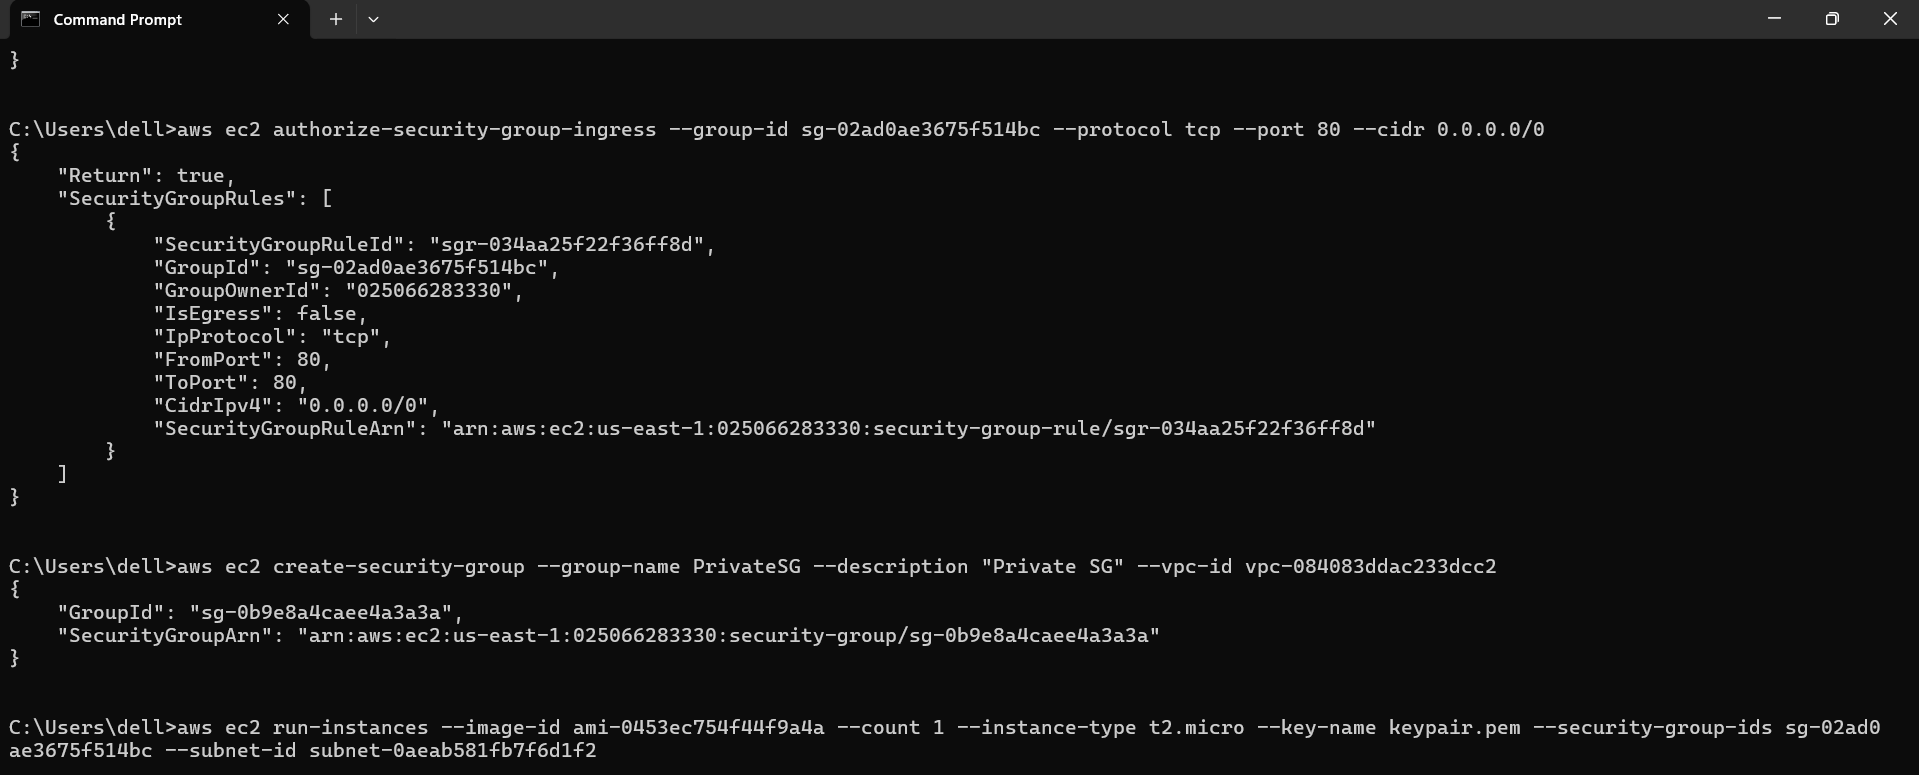 Command Prompt
}
C:\Users\dell>aws ec2 authorize-security-group-ingress --group-id sg-02ad0ae3675f514bc --protocol tcp --port 80 --cidr 0.0.0.0/0
{
    "Return": true,
    "SecurityGroupRules": [
        {
            "SecurityGroupRuleId": "sgr-034aa25f22f36ff8d",
            "GroupId": "sg-02ad0ae3675f514bc",
            "GroupOwnerId": "025066283330",
            "IsEgress": false,
            "IpProtocol": "tcp",
            "FromPort": 80,
            "ToPort": 80,
            "CidrIpv4": "0.0.0.0/0",
            "SecurityGroupRuleArn": "arn:aws:ec2:us-east-1:025066283330:security-group-rule/sgr-034aa25f22f36ff8d"
        }
    ]
}
C:\Users\dell>aws ec2 create-security-group --group-name PrivateSG --description "Private SG" --vpc-id vpc-084083ddac233dcc2
{
    "GroupId": "sg-0b9e8a4caee4a3a3a",
    "SecurityGroupArn": "arn:aws:ec2:us-east-1:025066283330:security-group/sg-0b9e8a4caee4a3a3a"
}
C:\Users\dell>aws ec2 run-instances --image-id ami-0453ec754f44f9a4a --count 1 --instance-type t2.micro --key-name keypair.pem --security-group-ids sg-02ad0
ae3675f514bc --subnet-id subnet-0aeab581fb7f6d1f2